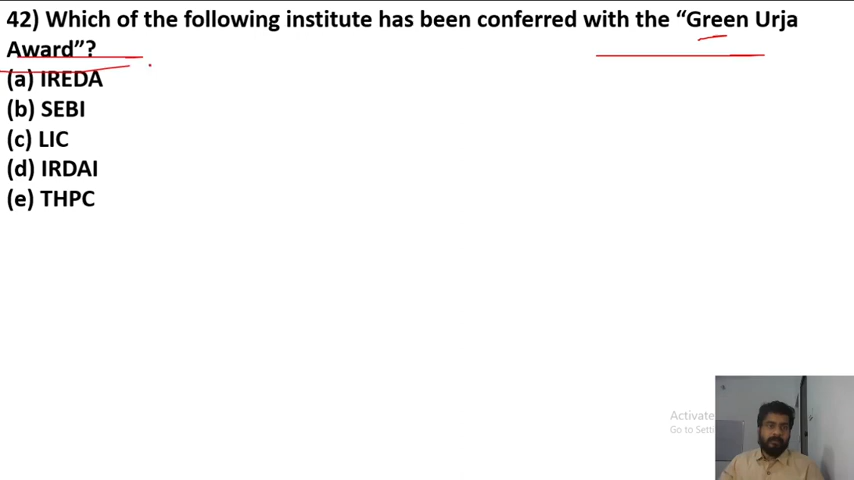 42) Which of the following institute has been conferred with the “Green Urja
Award”?
(a) IREDA
(b) SEBI
(c) LIC
(d) IRDAI
(e) THPC
Activate
Go to Setti